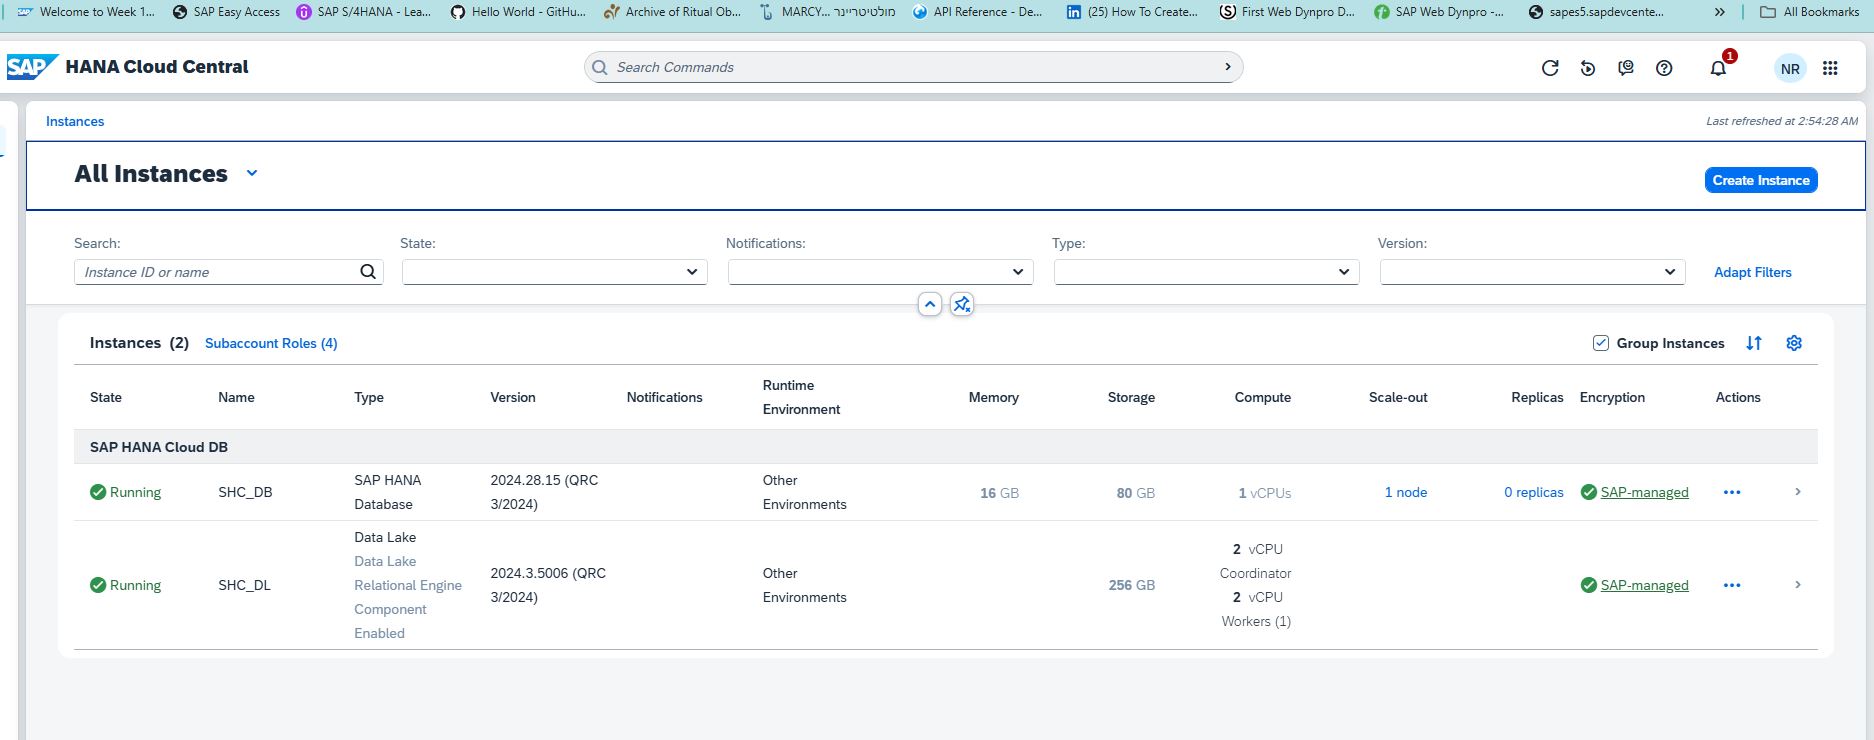 Welcome to Week 1...
SAP Easy Access
SAP S/4HANA - Lea...
Hello World - GitHu...
Archive of Ritual Ob...
MARCY... מולטיטריינר
API Reference - De...
(25) How To Create...
First Web Dynpro D...
SAP Web Dynpro -...
sapes5.sapdevcente...
»
All Bookmarks
SAP HANA Cloud Central
Search Commands
1
NR
Instances
Last refreshed at 2:54:28 AM
All Instances
Create Instance
Search:
State:
Notifications:
Type:
Version:
Instance ID or name
Adapt Filters
Instances (2)
Subaccount Roles (4)
Group Instances
State
Name
Type
Version
Notifications
Runtime
Environment
Memory
Storage
Compute
Scale-out
Replicas
Encryption
Actions
SAP HANA Cloud DB
Running
SHC_DB
SAP HANA
Database
2024.28.15 (QRC
3/2024)
Other
Environments
16 GB
80 GB
1 vCPUs
1 node
0 replicas
SAP-managed
Running
SHC_DL
Data Lake
Data Lake
Relational Engine
Component
Enabled
2024.3.5006 (QRC
3/2024)
Other
Environments
256 GB
2 vCPU
Coordinator
2 vCPU
Workers (1)
SAP-managed